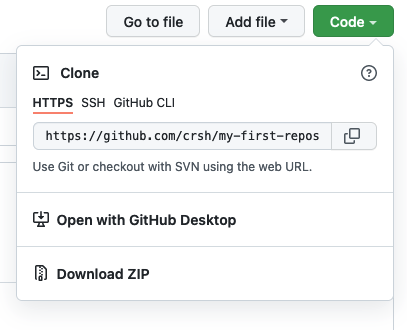 Go to file Add file Code
Clone
HTTPS SSH GitHub CLI
https://github.com/crsh/my-first-repos
Use Git or checkout with SVN using the web URL.
Open with GitHub Desktop
Download ZIP